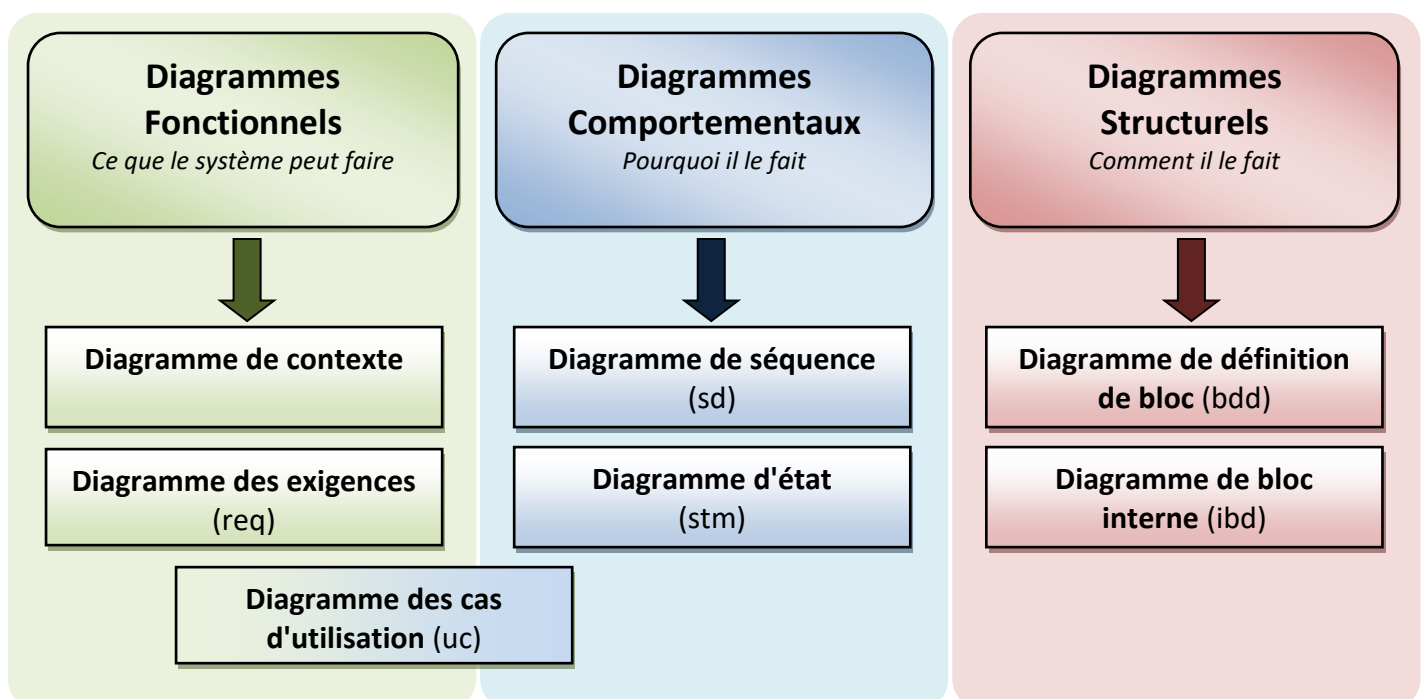 Diagrammes
Fonctionnels
Ce que le système peut faire
Diagramme de contexte
Diagramme des exigences
(req)
Diagramme des cas
d'utilisation (uc)
Diagrammes
Comportementaux
Pourquoi il le fait
Diagramme de séquence
(sd)
Diagramme d'état
(stm)
Diagrammes
Structurels
Comment il le fait
Diagramme de définition
de bloc (bdd)
Diagramme de bloc
interne (ibd)